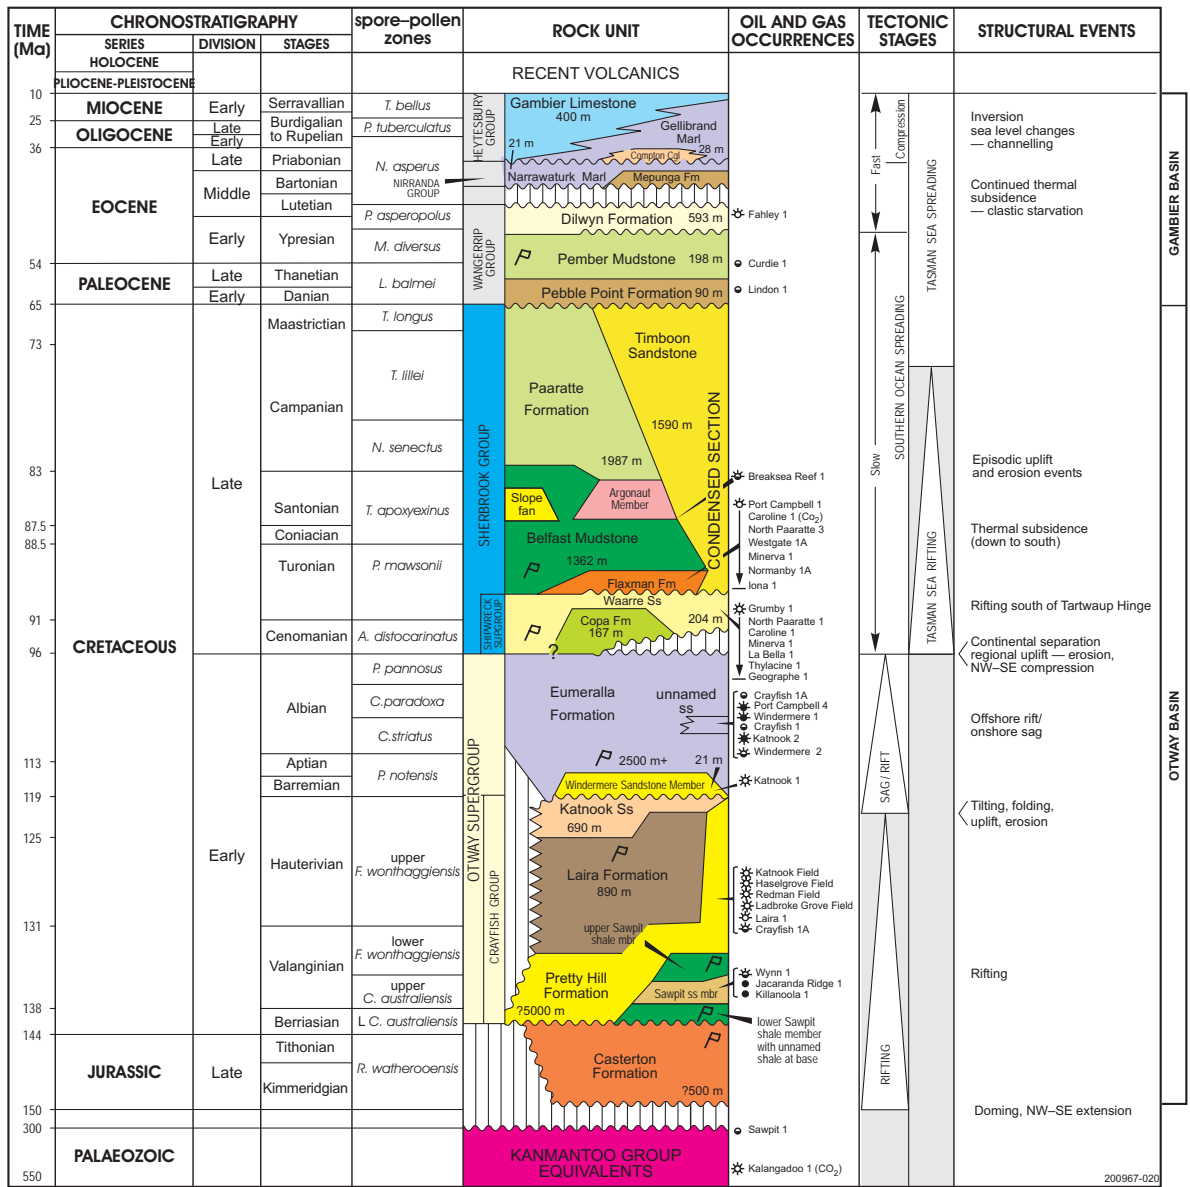 TIME
(Ma)
CHRONOSTRATIGRAPHY
SERIES
DIVISION
STAGES
spore–pollen
zones
ROCK UNIT
OIL AND GAS
OCCURRENCES
TECTONIC
STAGES
STRUCTURAL EVENTS
HOLOCENE
PLIOCENE-PLEISTOCENE
RECENT VOLCANICS
10
MIOCENE
Early
Serravallian
T. bellus
25
OLIGOCENE
Late
Early
Burdigalian
to Rupelian
P. tuberculatus
36
HEYTESBURY
GROUP
Gambier Limestone
400 m
Gellibrand
Marl
28 m
21 m
Compton Cgl
Inversion
sea level changes
— channelling
Fast
Compression
EOCENE
Late
Priabonian
N. asperus
Middle
Bartonian
Lutetian
NIRRANDA
GROUP
Narrawaturk Marl
Mepunga Fm
Continued thermal
subsidence
— clastic starvation
Early
Ypresian
P. asperopolus
M. diversus
WANGERRIP
GROUP
Dilwyn Formation 593 m
Fahley 1
Pember Mudstone 198 m
Curdie 1
54
PALEOCENE
Late
Thanetian
L. balmei
Early
Danian
Pebble Point Formation 90 m
Lindon 1
65
TASMAN SEA SPREADING
GAMBIER BASIN
73
83
87.5
88.5
91
96
CRETACEOUS
Late
Maastrichtian
Campanian
Santonian
Coniacian
Turonian
Cenomanian
T. longus
T. lillei
N. senectus
T. apoxyexinus
P. mawsonii
A. distocarinatus
SHERBROOK GROUP
SHIPWRECK
SUPGROUP
Paaratte
Formation
1987 m
Timboon
Sandstone
1590 m
CONDENSED SECTION
Slope
fan
Argonaut
Member
Belfast Mudstone
1362 m
Flaxman Fm
Waarre Ss
204 m
Copa Fm
167 m
?
Breaksea Reef 1
Port Campbell 1
Caroline 1 (Co2)
North Paaratte 3
Westgate 1A
Minerva 1
Normanby 1A
Iona 1
Grumby 1
North Paaratte 1
Caroline 1
Minerva 1
La Bella 1
Thylacine 1
Geographe 1
Slow
SOUTHERN OCEAN SPREADING
TASMAN SEA RIFTING
Episodic uplift
and erosion events
Thermal subsidence
(down to south)
Rifting south of Tartwaup Hinge
Continental separation
regional uplift — erosion,
NW–SE compression
113
119
125
131
138
144
Early
Albian
Aptian
Barremian
Hauterivian
Valanginian
Berriasian
P. pannosus
C.paradoxa
C.striatus
P. notensis
upper
F. wonthaggiensis
lower
F. wonthaggiensis
upper
C. australiensis
L C. australiensis
OTWAY SUPERGROUP
CRAYFISH GROUP
Eumeralla
Formation
unnamed
ss
2500 m+
21 m
Windermere Sandstone Member
Katnook Ss
690 m
Laira Formation
890 m
upper Sawpit
shale mbr
Pretty Hill
Formation
?5000 m
Sawpit ss mbr
lower Sawpit
shale member
with unnamed
shale at base
Crayfish 1A
Port Campbell 4
Windermere 1
Crayfish 1
Katnook 2
Windermere 2
Katnook 1
Katnook Field
Haselgrove Field
Redman Field
Ladbroke Grove Field
Laira 1
Crayfish 1A
Wynn 1
Jacaranda Ridge 1
Killanoola 1
SAG / RIFT
RIFTING
Offshore rift/
onshore sag
Tilting, folding,
uplift, erosion
Rifting
OTWAY BASIN
JURASSIC
Late
Tithonian
Kimmeridgian
R. watherooensis
Casterton
Formation
?500 m
150
Doming, NW–SE extension
300
PALAEOZOIC
550
KANMANTOO GROUP
EQUIVALENTS
Sawpit 1
Kalangadoo 1 (CO2)
200967-020